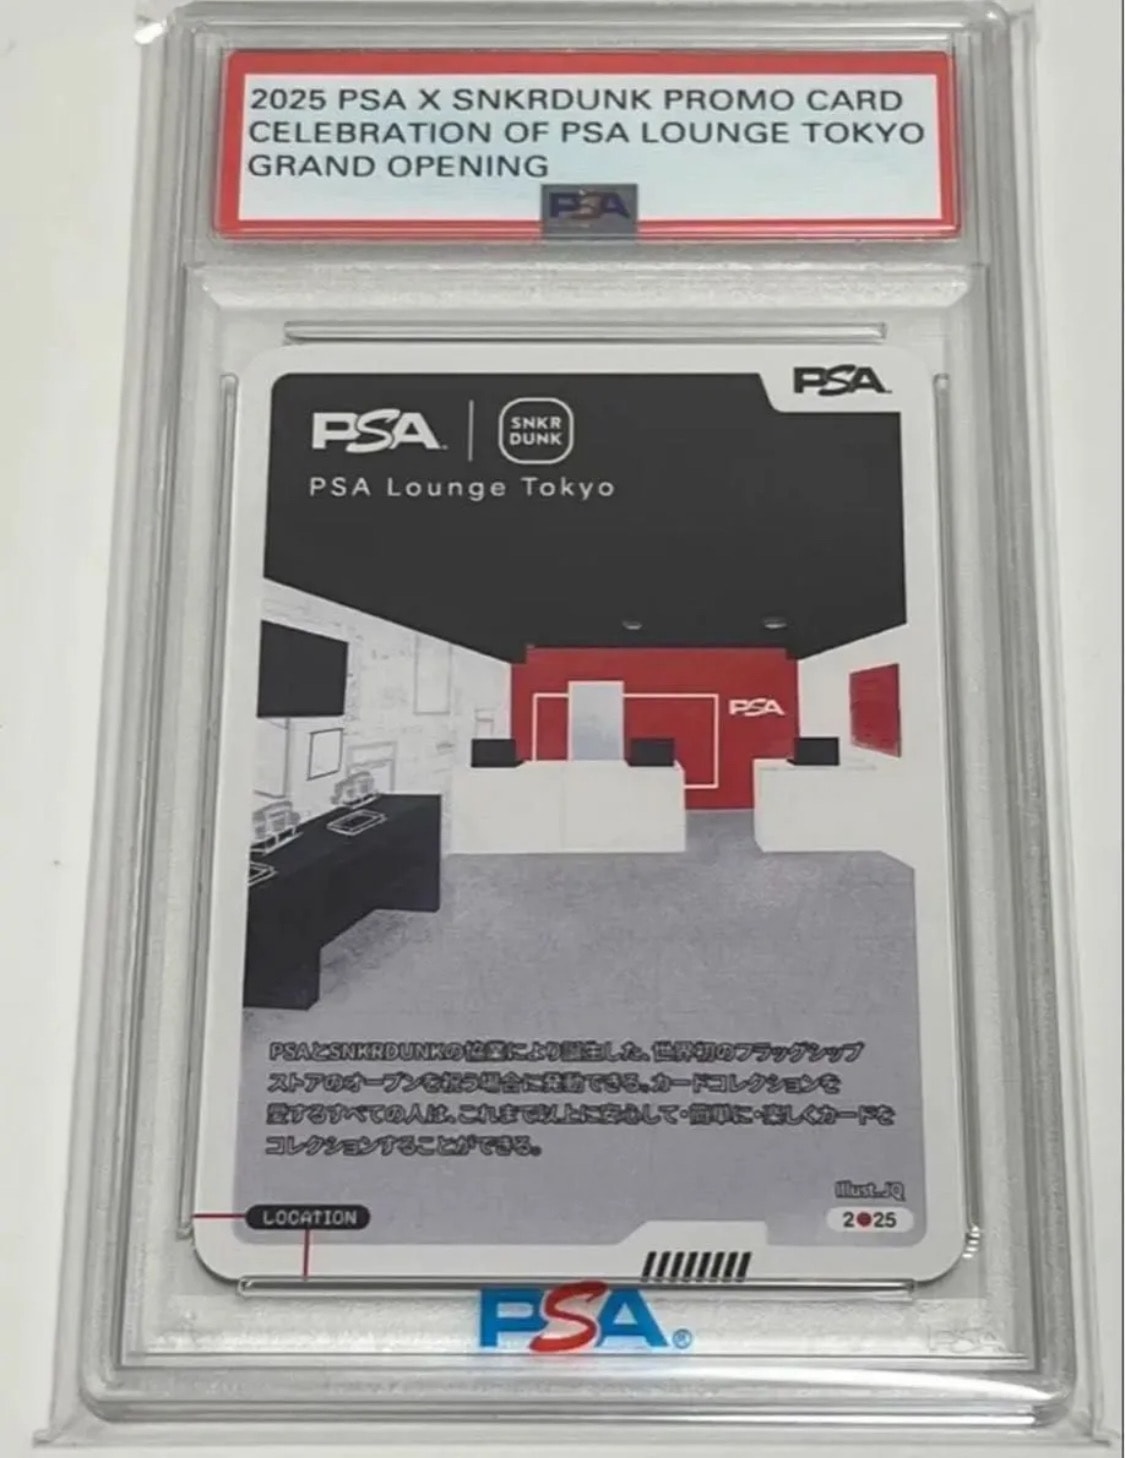 2025 PSA X SNKRDUNK PROMO CARD
CELEBRATION OF PSA LOUNGE TOKYO
GRAND OPENING
PSA
PSA
PSA
SNKR
DUNK
PSA Lounge Tokyo
PSA
PSAとSNKRDUNKの協業により誕生した、世界初のフラッグシップ
ストアのオープンを祝う場合に発動できる。カードコレクションを
愛するすべての人は、これまで以上に安心して・簡単に・楽しくカードを
コレクションすることができる。
Illust. JQ
LOCATION
2025
PSA®